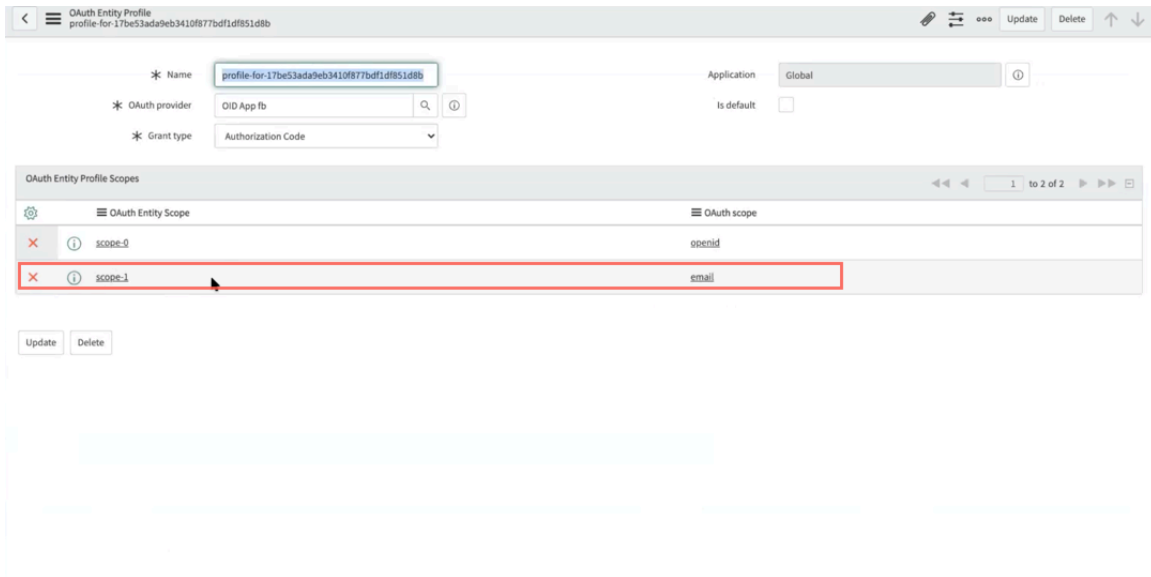 OAuth Entity Profile
profile-for-17be53ada9eb3410f877bdf1df851d8b
Update Delete
Name profile-for-17be53ada9eb3410f877bdf1df851d8b Application Global
OAuth provider OID App fb Is default
Grant type Authorization Code
OAuth Entity Profile Scopes 1 to 2 of 2
OAuth Entity Scope OAuth scope
scope-0 openid
scope-1 email
Update Delete